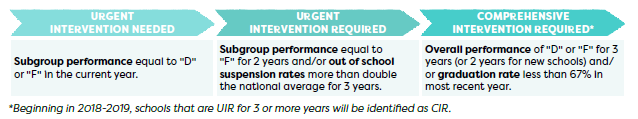 URGENT
INTERVENTION NEEDED
Subgroup performance equal to "D"
or "F" in the current year.
URGENT
INTERVENTION REQUIRED
Subgroup performance equal to
"F" for 2 years and/or out of school
suspension rates more than double
the national average for 3 years.
COMPREHENSIVE
INTERVENTION REQUIRED*
Overall performance of "D" or "F" for 3
years (or 2 years for new schools) and/
or graduation rate less than 67% in
most recent year.
*Beginning in 2018-2019, schools that are UIR for 3 or more years will be identified as CIR.